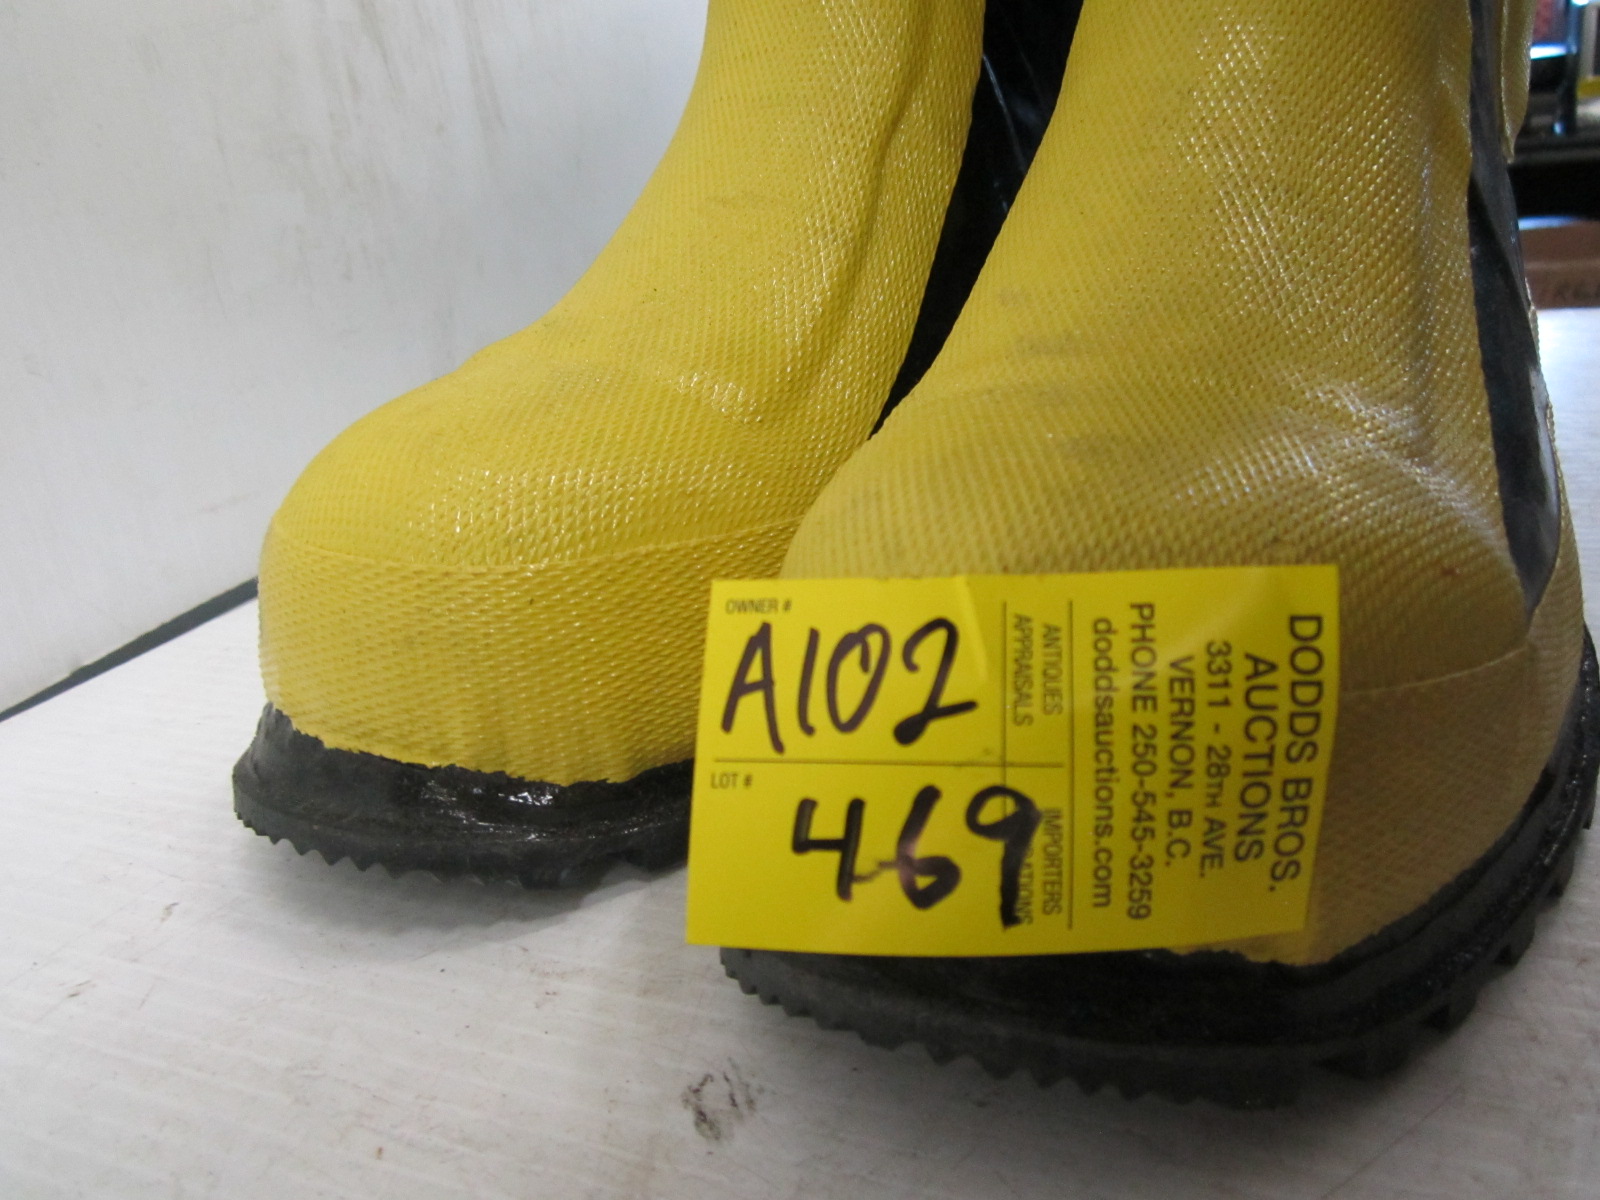 OWNER #
A102
LOT #
469
ANTIQUES
APPRAISALS
IMPORTERS
DODDS BROS.
AUCTIONS
3311 - 28TH AVE.
VERNON, B.C.
PHONE 250-545-3259
doddsauctions.com